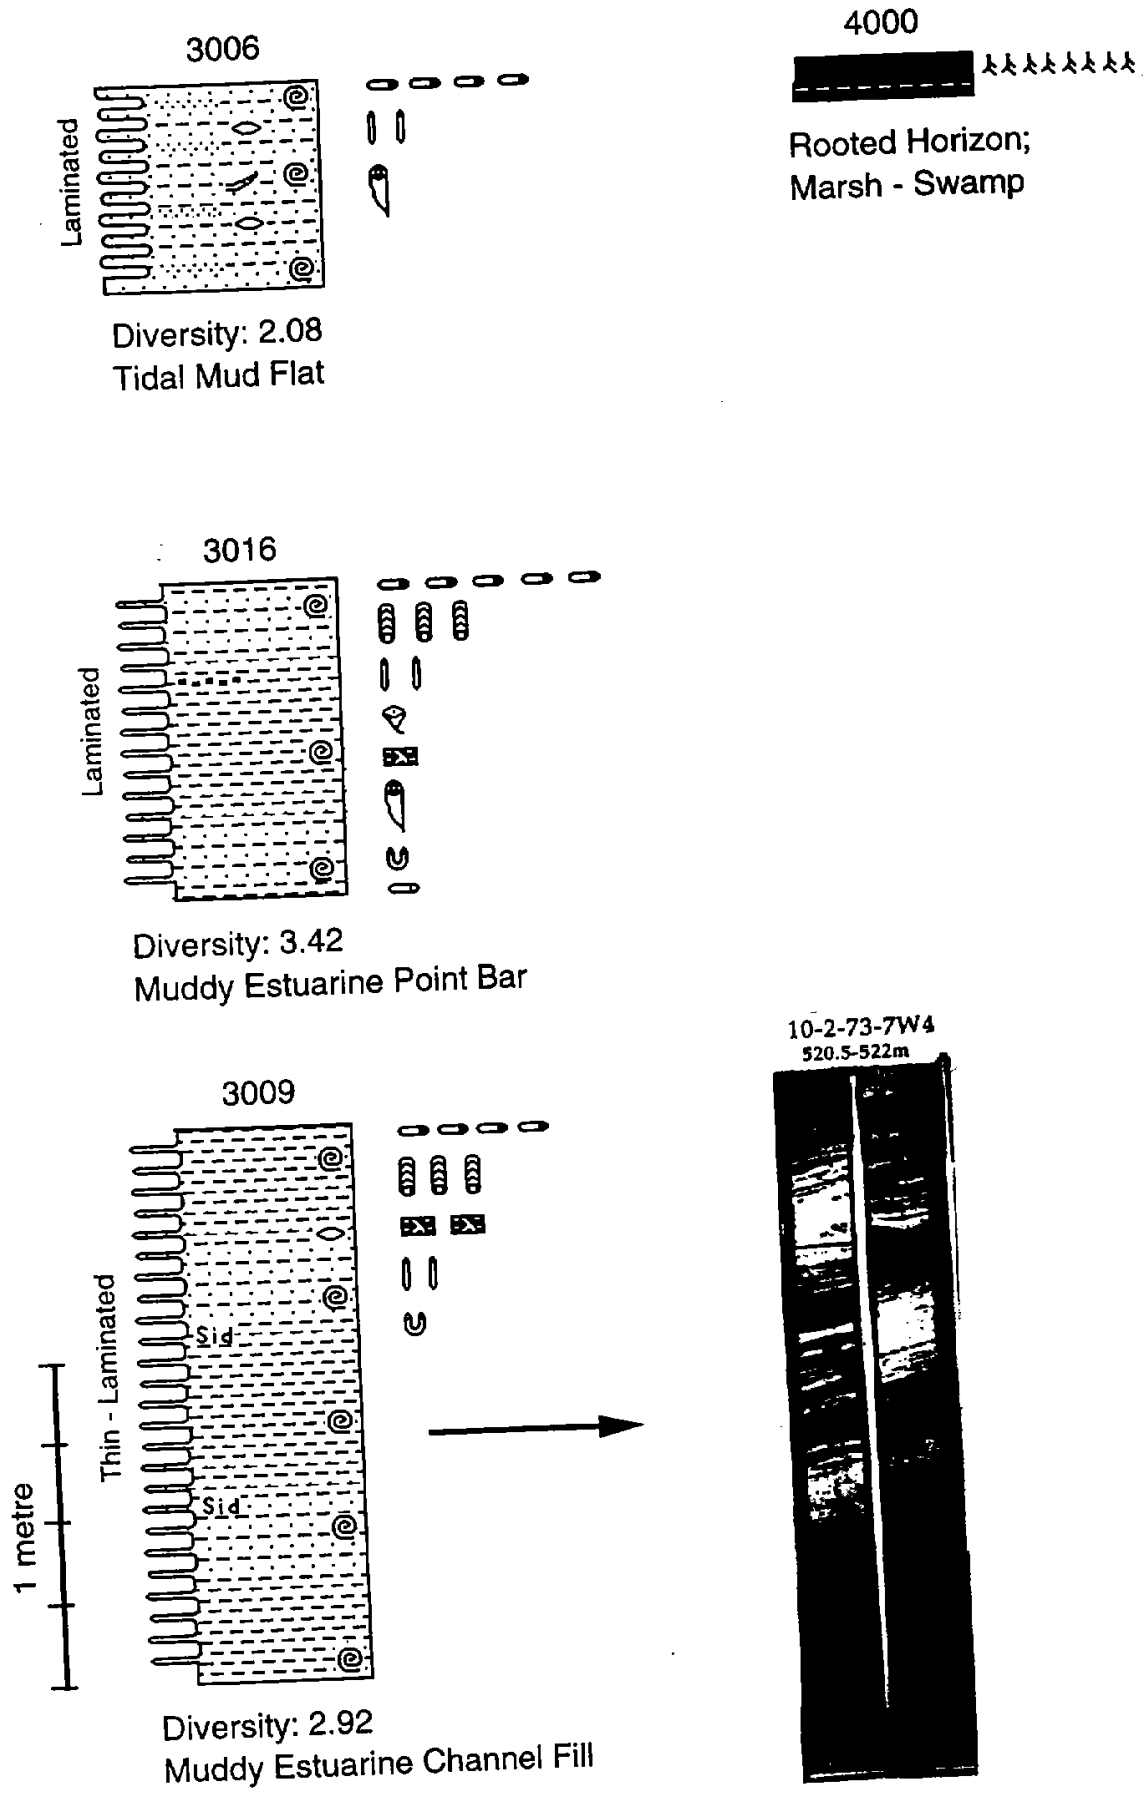 3006
Laminated
Diversity: 2.08
Tidal Mud Flat
4000
Rooted Horizon;
Marsh - Swamp
3016
Laminated
Diversity: 3.42
Muddy Estuarine Point Bar
3009
Thin - Laminated
Sid
Sid
1 metre
Diversity: 2.92
Muddy Estuarine Channel Fill
10-2-73-7W4
520.5-522m